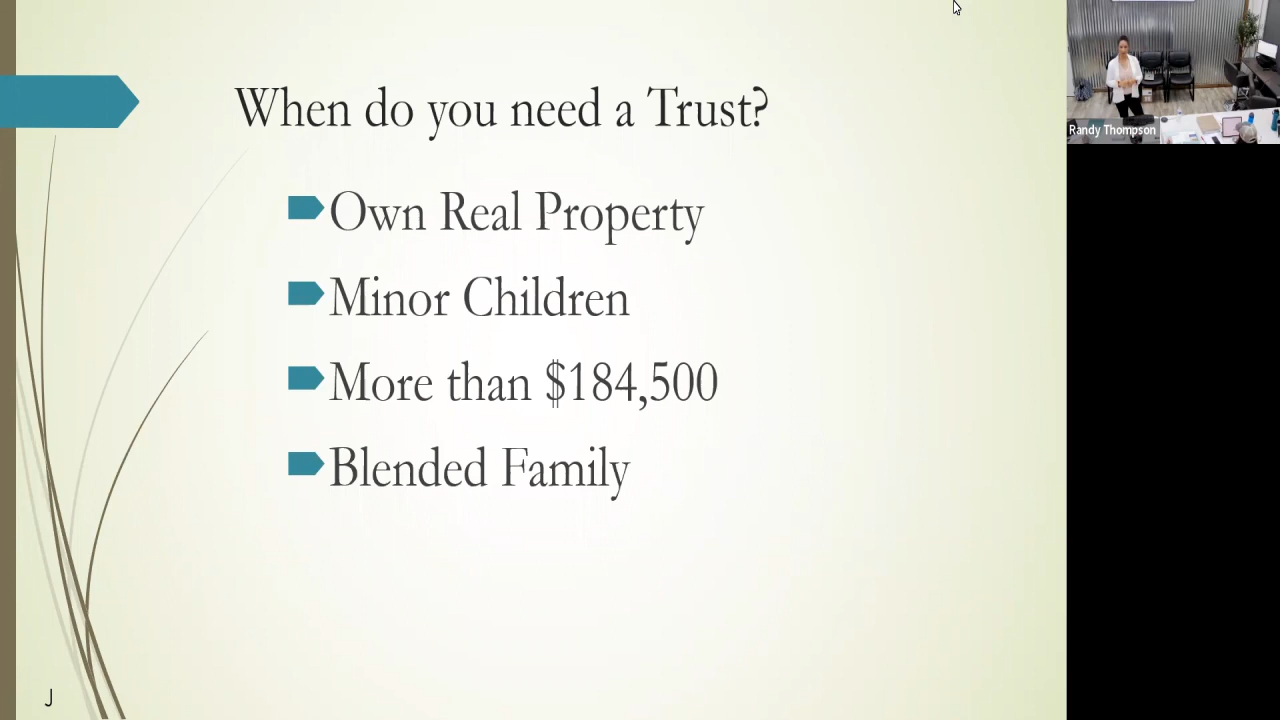 When do you need a Trust?
Own Real Property
Minor Children
More than $184,500
Blended Family
J
Randy Thompson